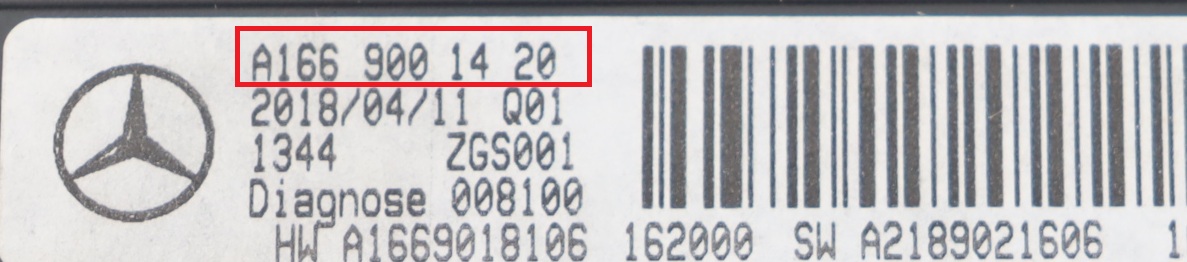 A166 900 14 20
2018/04/11 Q01
1344 ZGS001
Diagnose 008100
HW A1669018106 162000 SW A2189021606